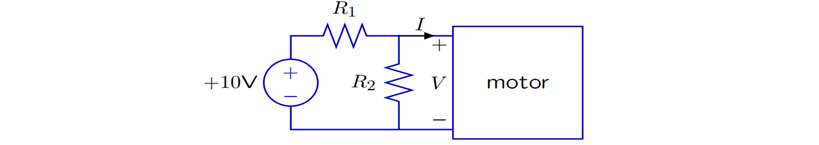 R₁
I
+
+10V
+
−
R₂
V
motor
−